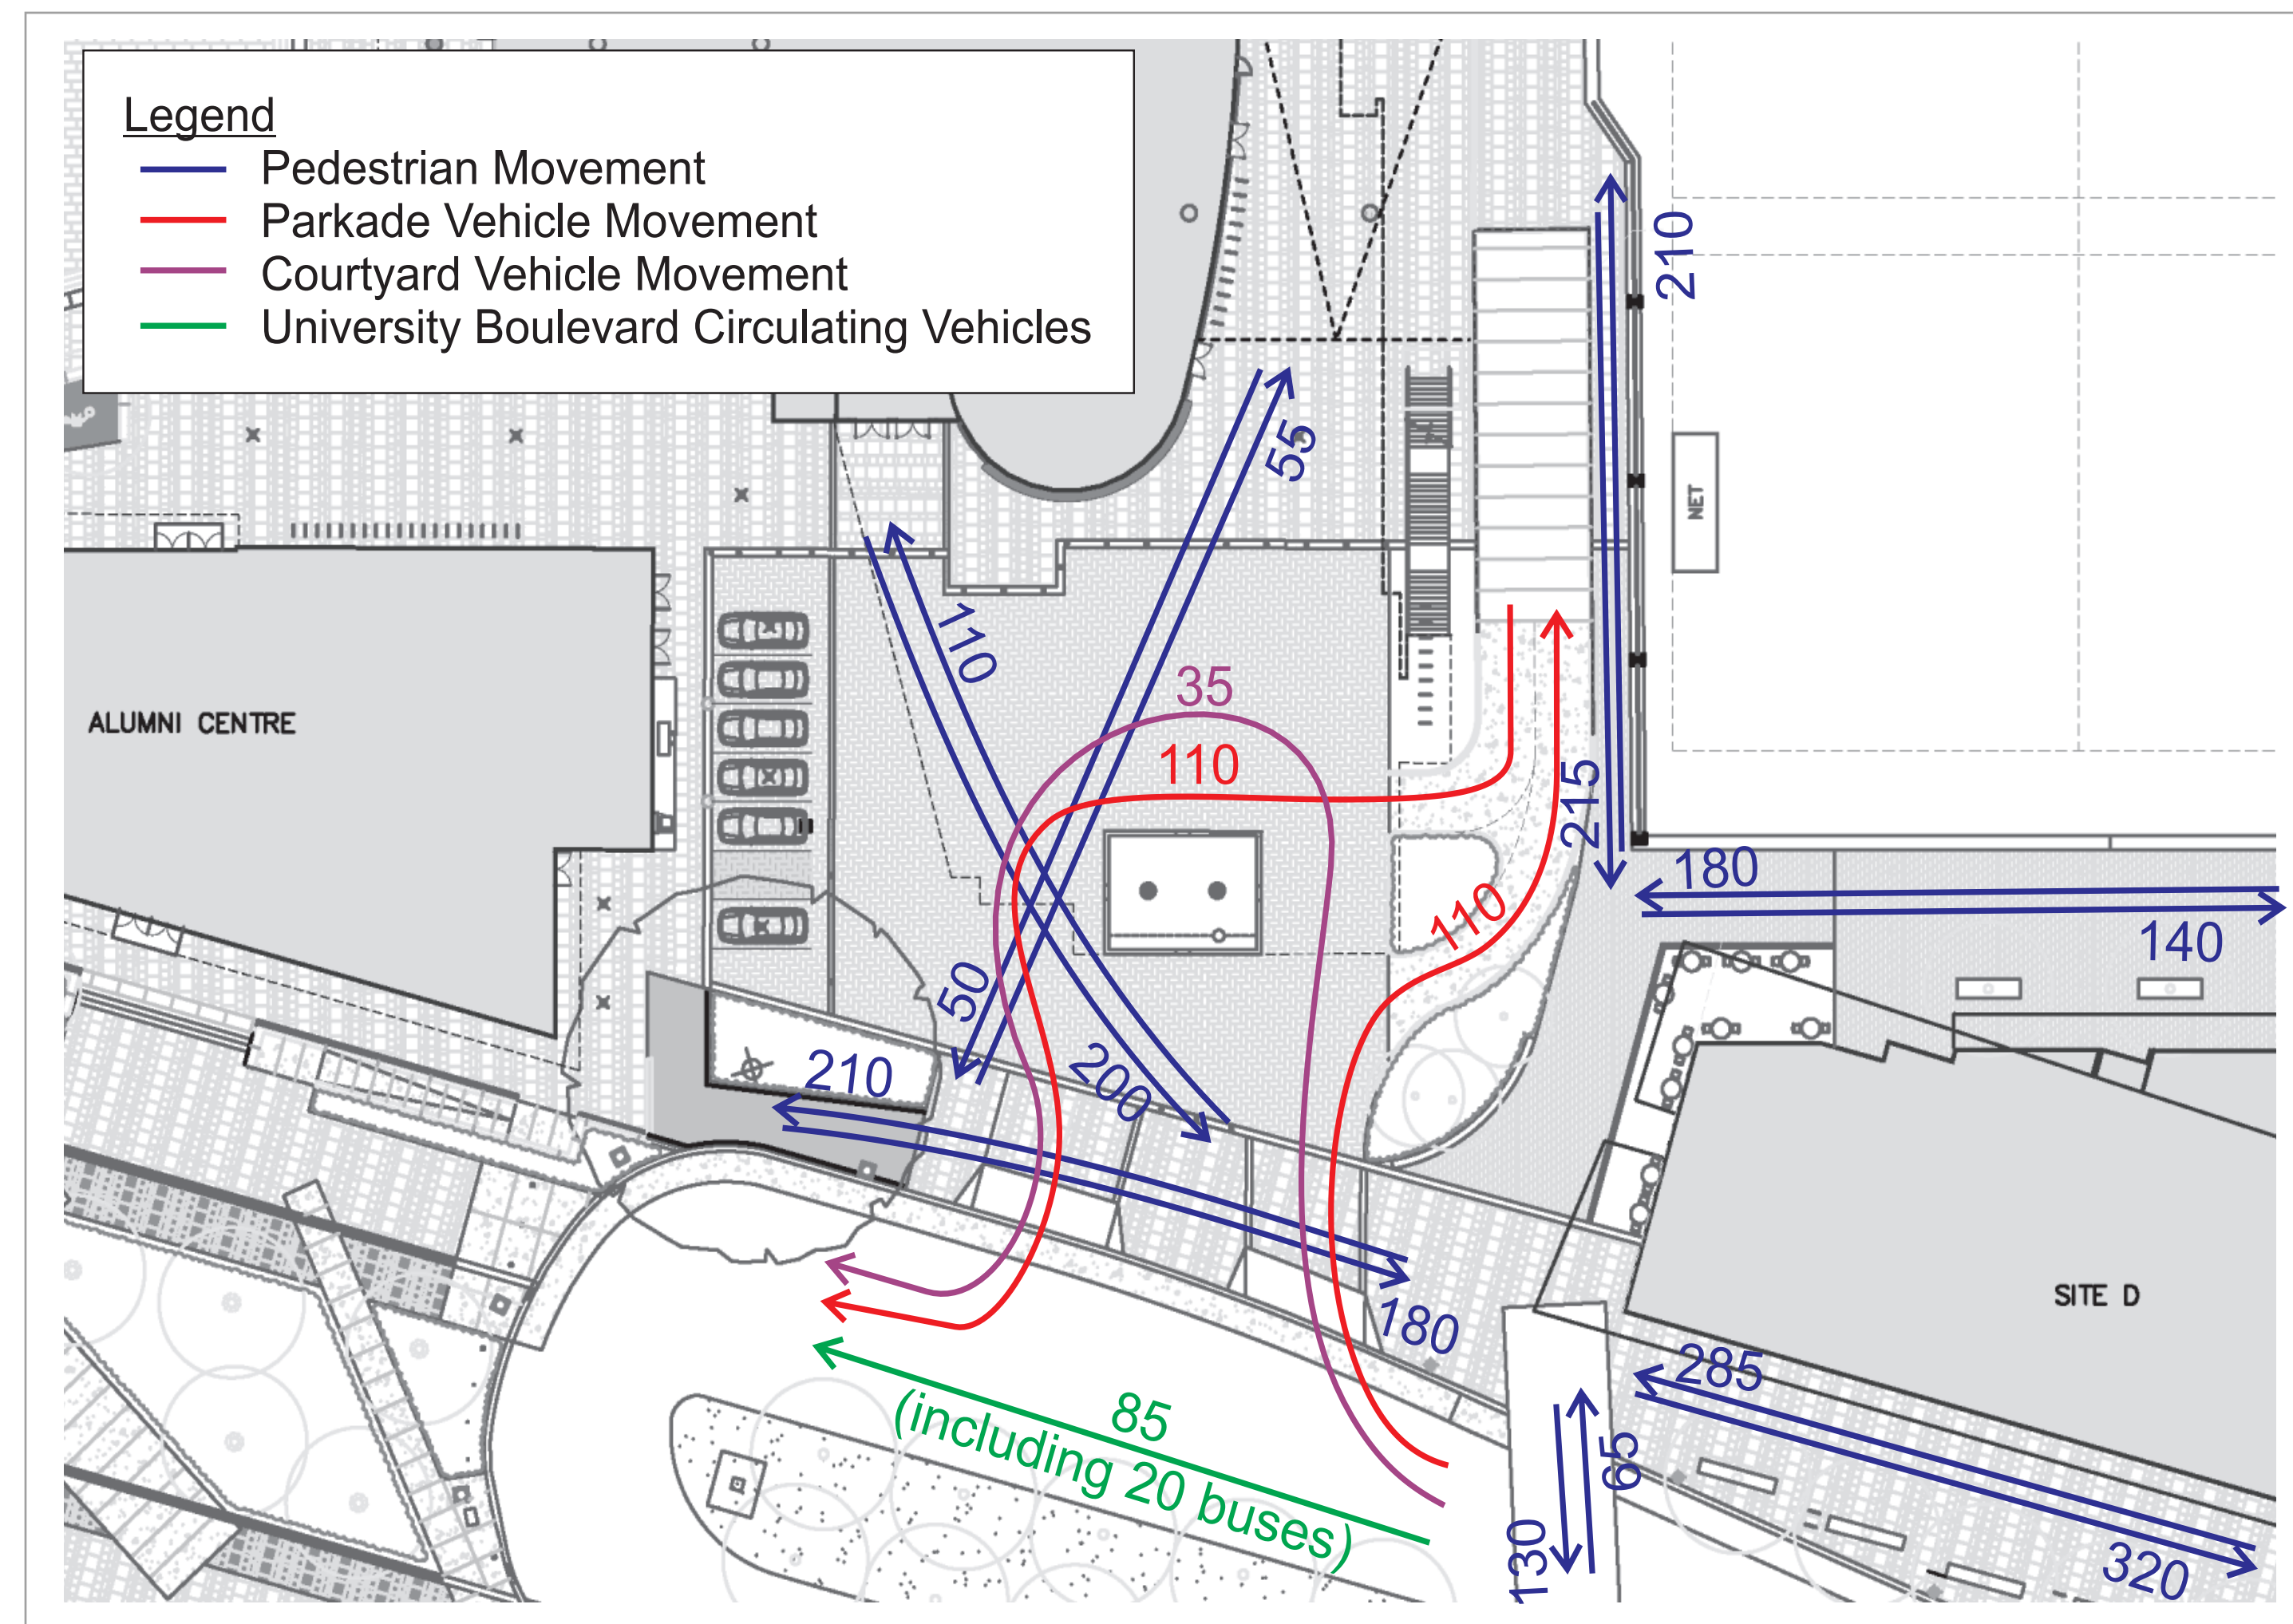 Legend
Pedestrian Movement
Parkade Vehicle Movement
Courtyard Vehicle Movement
University Boulevard Circulating Vehicles
210
55
NET
110
35
ALUMNI CENTRE
110
215
180
110
140
50
210
200
SITE D
180
285
85
(including 20 buses)
65
130
320